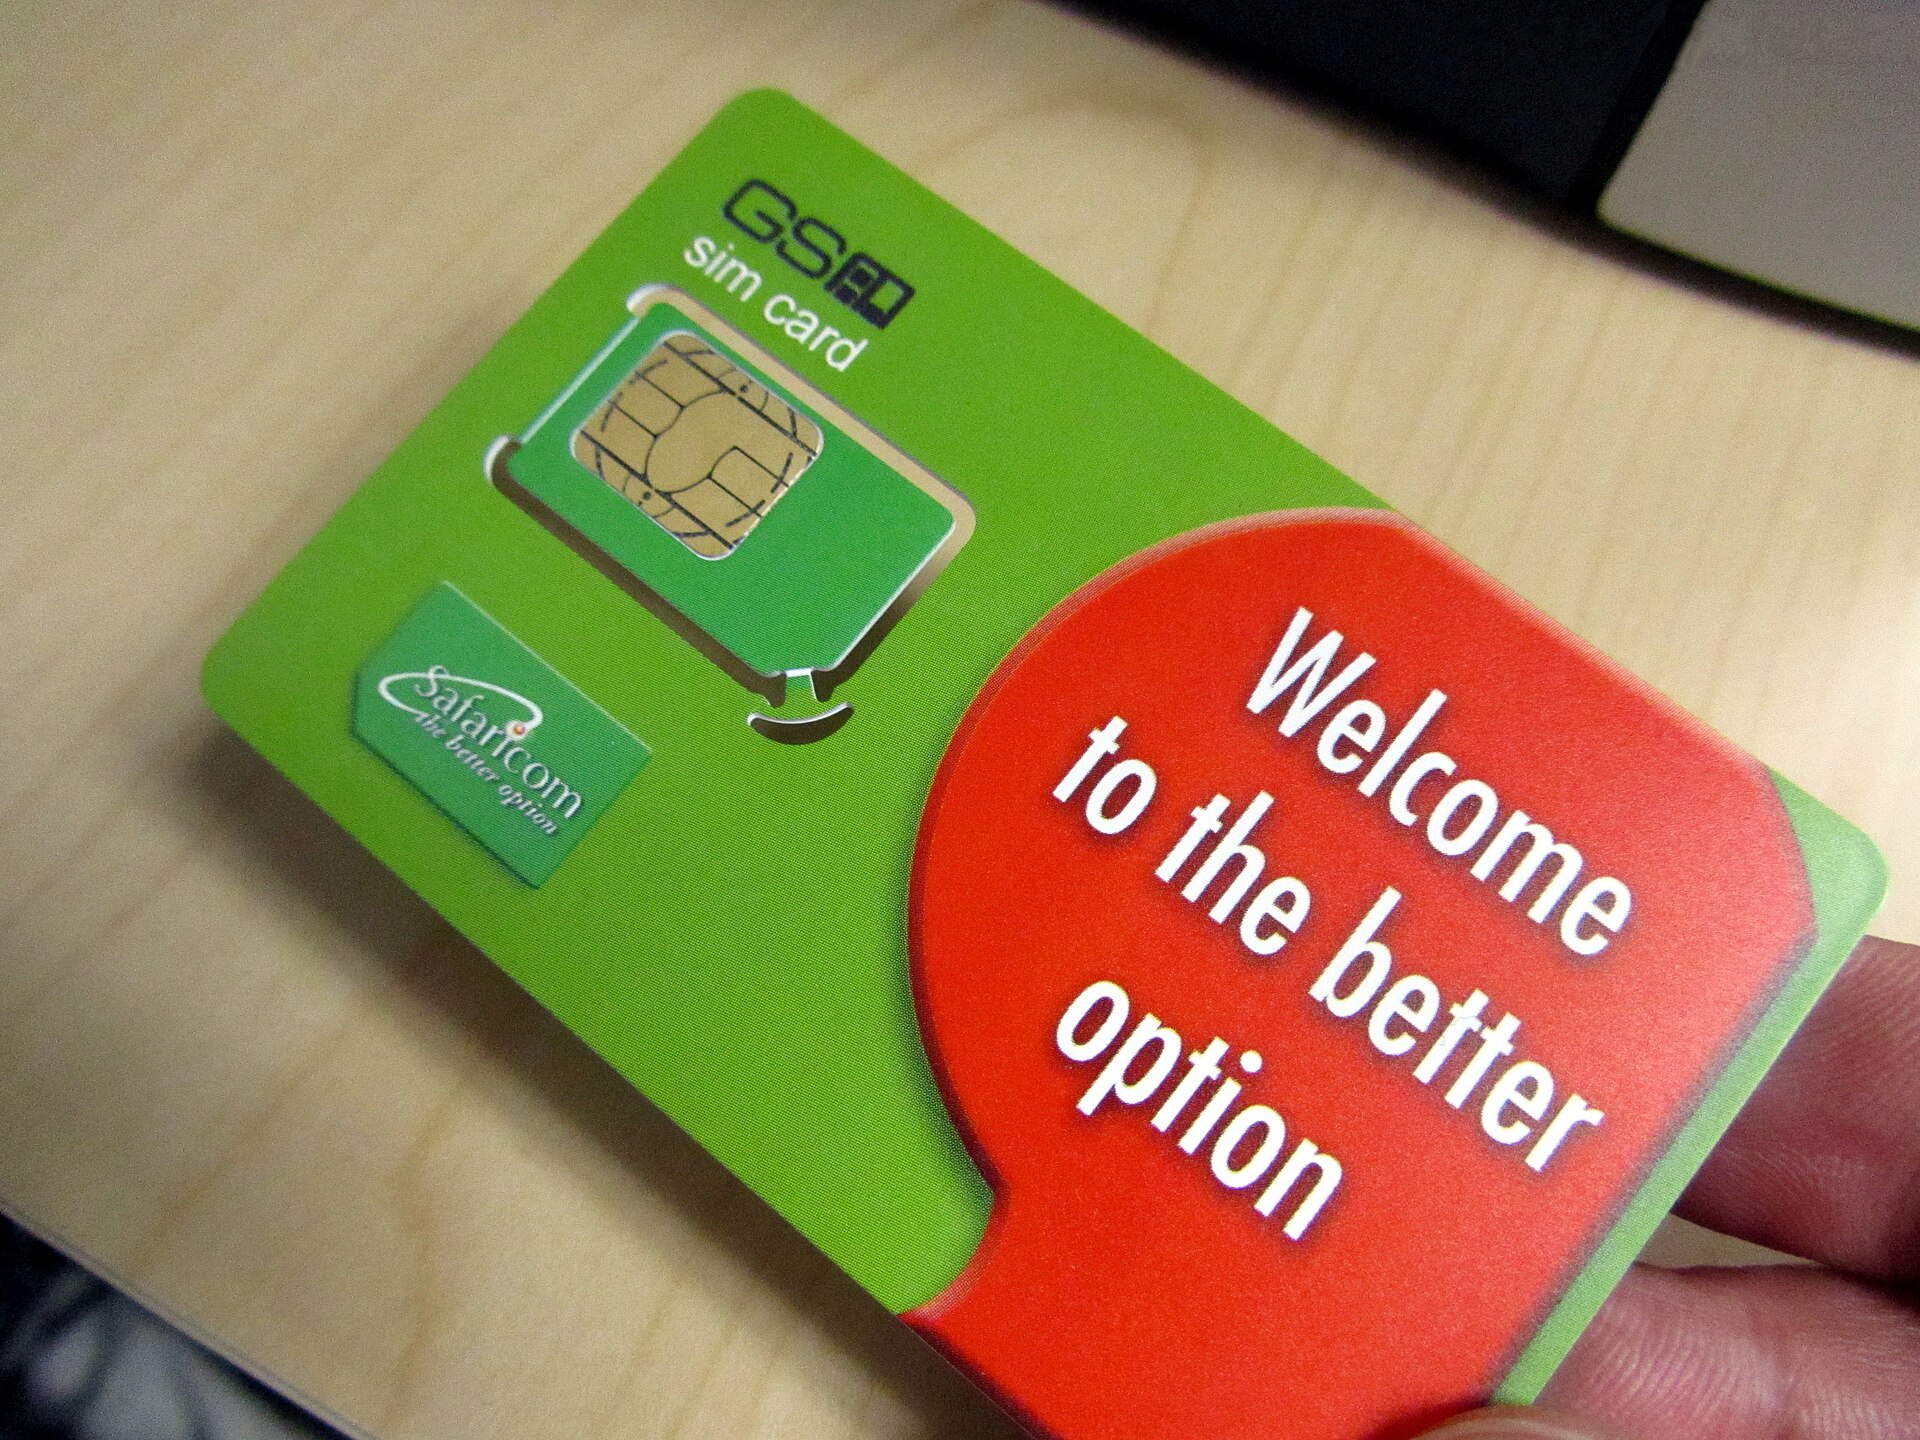 GSM
sim card
Safaricom
the better option
Welcome
to the better
option